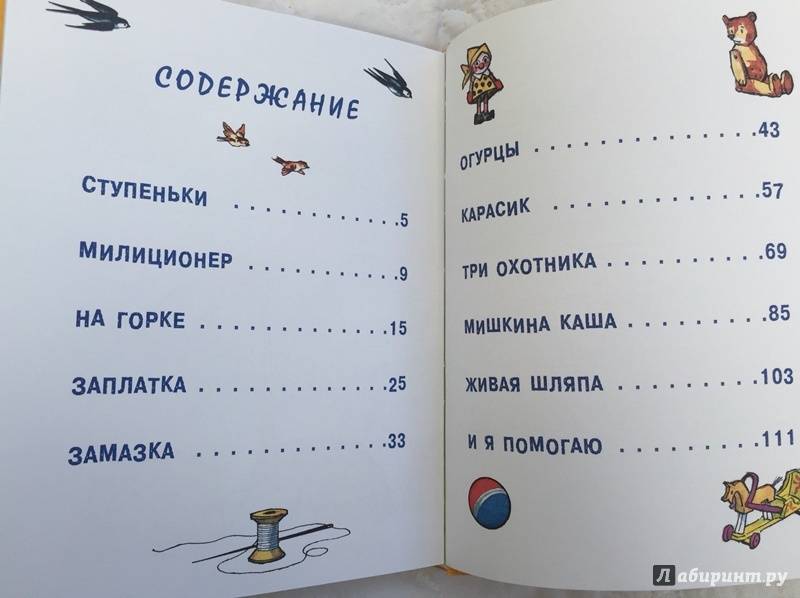 СОДЕРЖАНИЕ
СТУПЕНЬКИ . . . . . . . . . . . .5
МИЛИЦИОНЕР . . . . . . . . . . .9
НА ГОРКЕ . . . . . . . . . . . . . .15
ЗАПЛАТКА . . . . . . . . . . . . .25
ЗАМАЗКА . . . . . . . . . . . . .33
ОГУРЦЫ . . . . . . . . . . . . . .43
КАРАСИК . . . . . . . . . . . . .57
ТРИ ОХОТНИКА . . . . . . . . . .69
МИШКИНА КАША . . . . . . . . .85
ЖИВАЯ ШЛЯПА . . . . . . . . .103
И Я ПОМОГАЮ . . . . . . . . .111
Лабиринт.ру